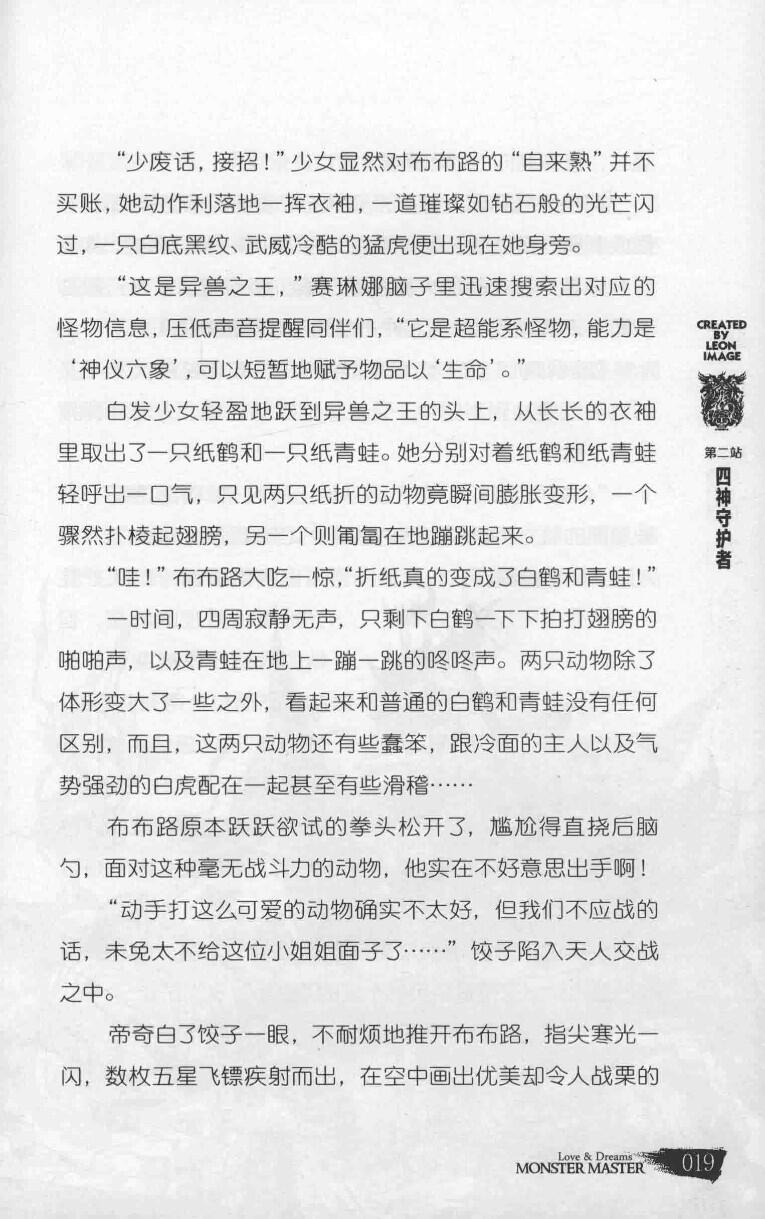 “少废话，接招！”少女显然对布布路的“自来熟”并不
买账，她动作利落地一挥衣袖，一道璀璨如钻石般的光芒闪
过，一只白底黑纹、武威冷酷的猛虎便出现在她身旁。
“这是异兽之王，”赛琳娜脑子里迅速搜索出对应的
怪物信息，压低声音提醒同伴们，“它是超能系怪物，能力是
‘神仪六象’，可以短暂地赋予物品以‘生命’。”
白发少女轻盈地跃到异兽之王的头上，从长长的衣袖
里取出了一只纸鹤和一只纸青蛙。她分别对着纸鹤和纸青蛙
轻呼出一口气，只见两只纸折的动物竟瞬间膨胀变形，一个
骤然扑棱起翅膀，另一个则匍匐在地蹦跳起来。
“哇！”布布路大吃一惊，“折纸真的变成了白鹤和青蛙！”
一时间，四周寂静无声，只剩下白鹤一下下拍打翅膀的
啪啪声，以及青蛙在地上一蹦一跳的咚咚声。两只动物除了
体形变大了一些之外，看起来和普通的白鹤和青蛙没有任何
区别，而且，这两只动物还有些蠢笨，跟冷面的主人以及气
势强劲的白虎配在一起甚至有些滑稽……
布布路原本跃跃欲试的拳头松开了，尴尬得直挠后脑
勺，面对这种毫无战斗力的动物，他实在不好意思出手啊！
“动手打这么可爱的动物确实不太好，但我们不应战的
话，未免太不给这位小姐姐面子了……”饺子陷入天人交战
之中。
帝奇白了饺子一眼，不耐烦地推开布布路，指尖寒光一
闪，数枚五星飞镖疾射而出，在空中画出优美却令人战栗的
CREATED
BY
LEON
IMAGE
第二站
四神守护者
Love & Dreams
MONSTER MASTER
019